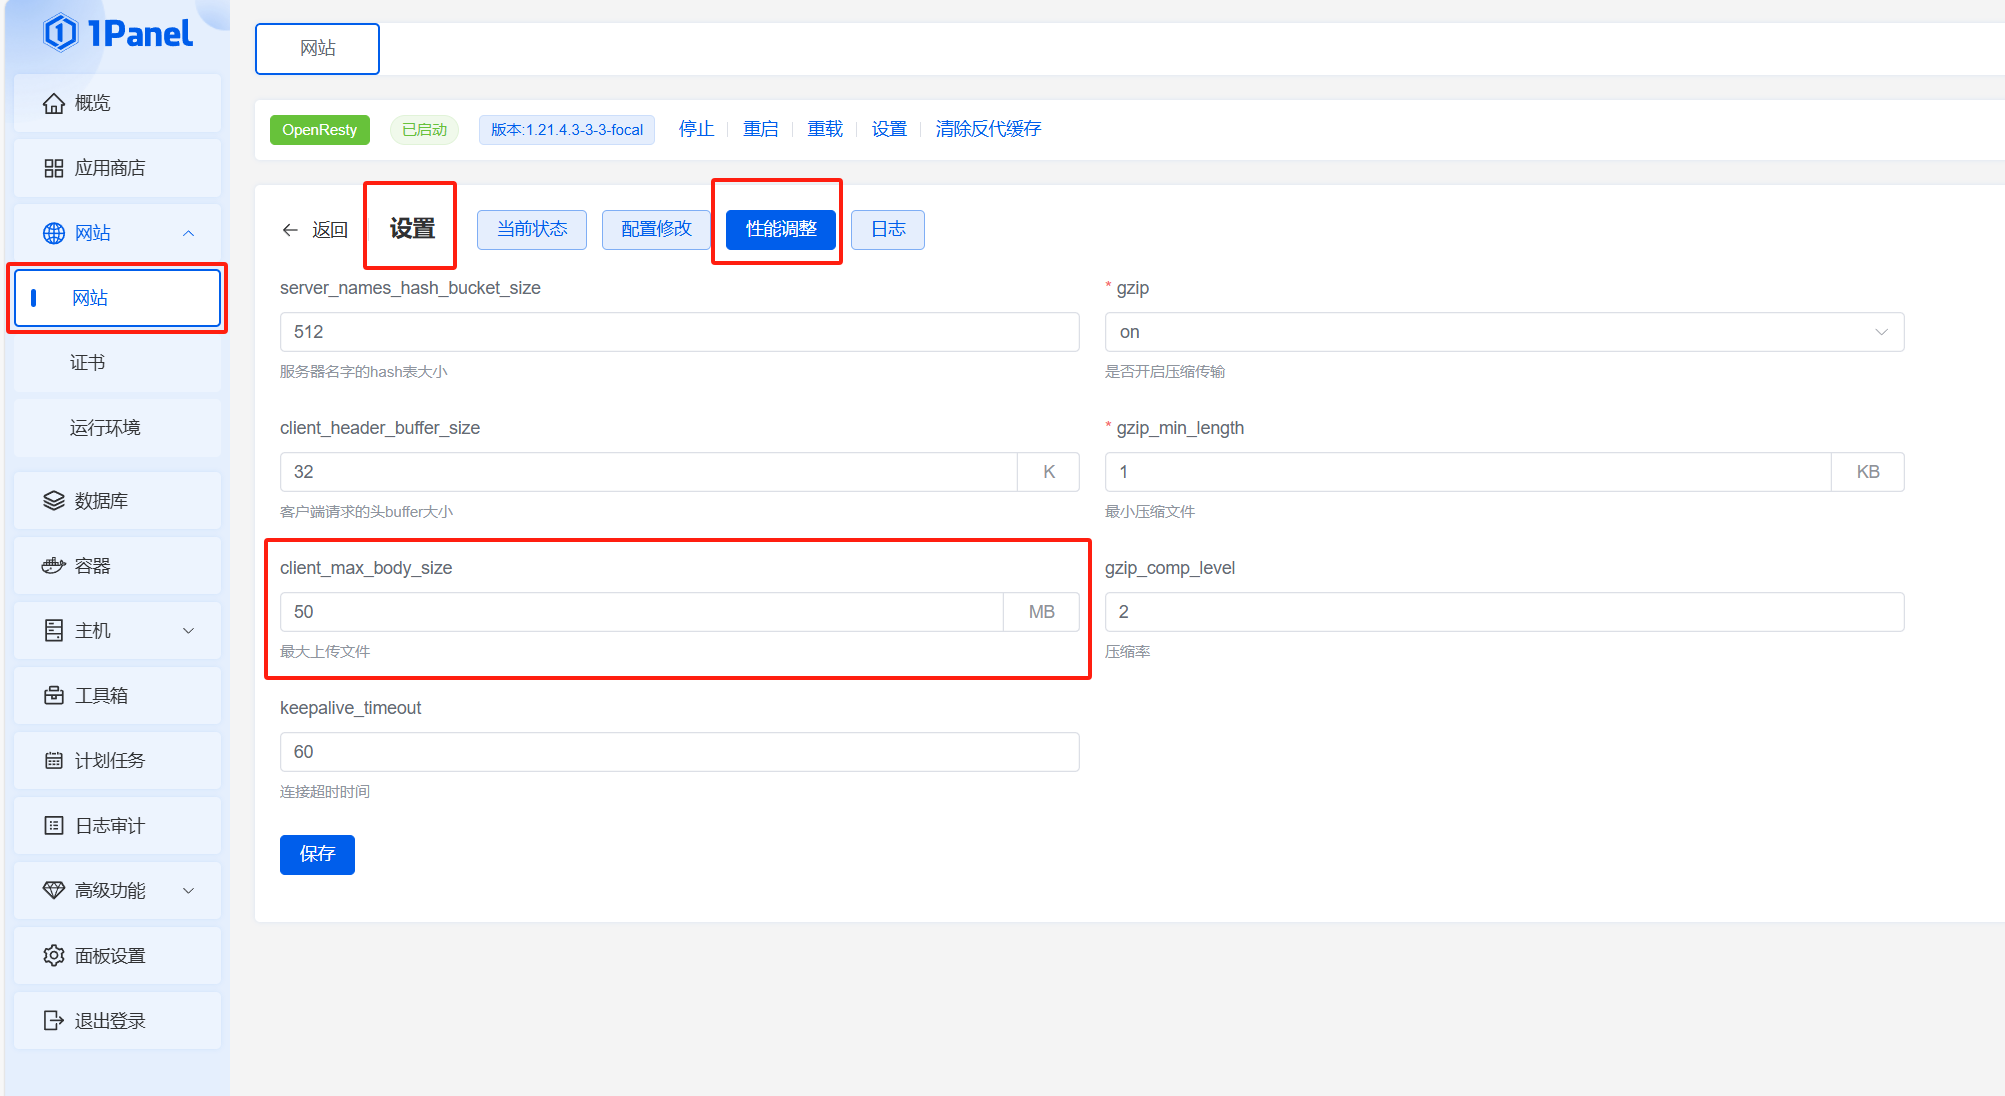 1Panel
概览
应用商店
网站
网站
证书
运行环境
数据库
容器
主机
工具箱
计划任务
日志审计
高级功能
面板设置
退出登录
网站
OpenResty 已启动 版本:1.21.4.3-3-3-focal 停止 重启 重载 设置 清除反代缓存
返回 设置 当前状态 配置修改 性能调整 日志
server_names_hash_bucket_size
512
服务器名字的hash表大小
* gzip
on
是否开启压缩传输
client_header_buffer_size
32 K
客户端请求的头buffer大小
* gzip_min_length
1 KB
最小压缩文件
client_max_body_size
50 MB
最大上传文件
gzip_comp_level
2
压缩率
keepalive_timeout
60
连接超时时间
保存